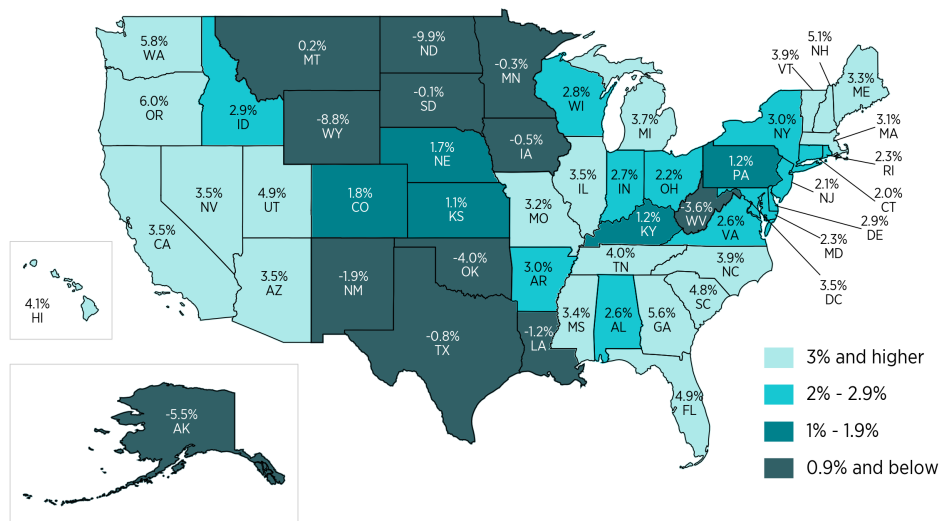 5.8%
WA
6.0%
OR
2.9%
ID
0.2%
MT
-9.9%
ND
-0.3%
MN
-0.1%
SD
-8.8%
WY
-0.5%
IA
2.8%
WI
3.7%
MI
3.9%
VT
5.1%
NH
3.3%
ME
3.1%
MA
3.0%
NY
2.3%
RI
2.0%
CT
2.1%
NJ
1.2%
PA
2.9%
DE
2.3%
MD
3.5%
DC
3.5%
CA
3.5%
NV
4.9%
UT
1.8%
CO
1.7%
NE
1.1%
KS
3.2%
MO
3.5%
IL
2.7%
IN
2.2%
OH
1.2%
KY
-3.6%
WV
2.6%
VA
3.5%
AZ
-1.9%
NM
-4.0%
OK
3.0%
AR
4.0%
TN
3.9%
NC
4.8%
SC
-0.8%
TX
-1.2%
LA
3.4%
MS
2.6%
AL
5.6%
GA
4.9%
FL
4.1%
HI
-5.5%
AK
3% and higher
2% - 2.9%
1% - 1.9%
0.9% and below